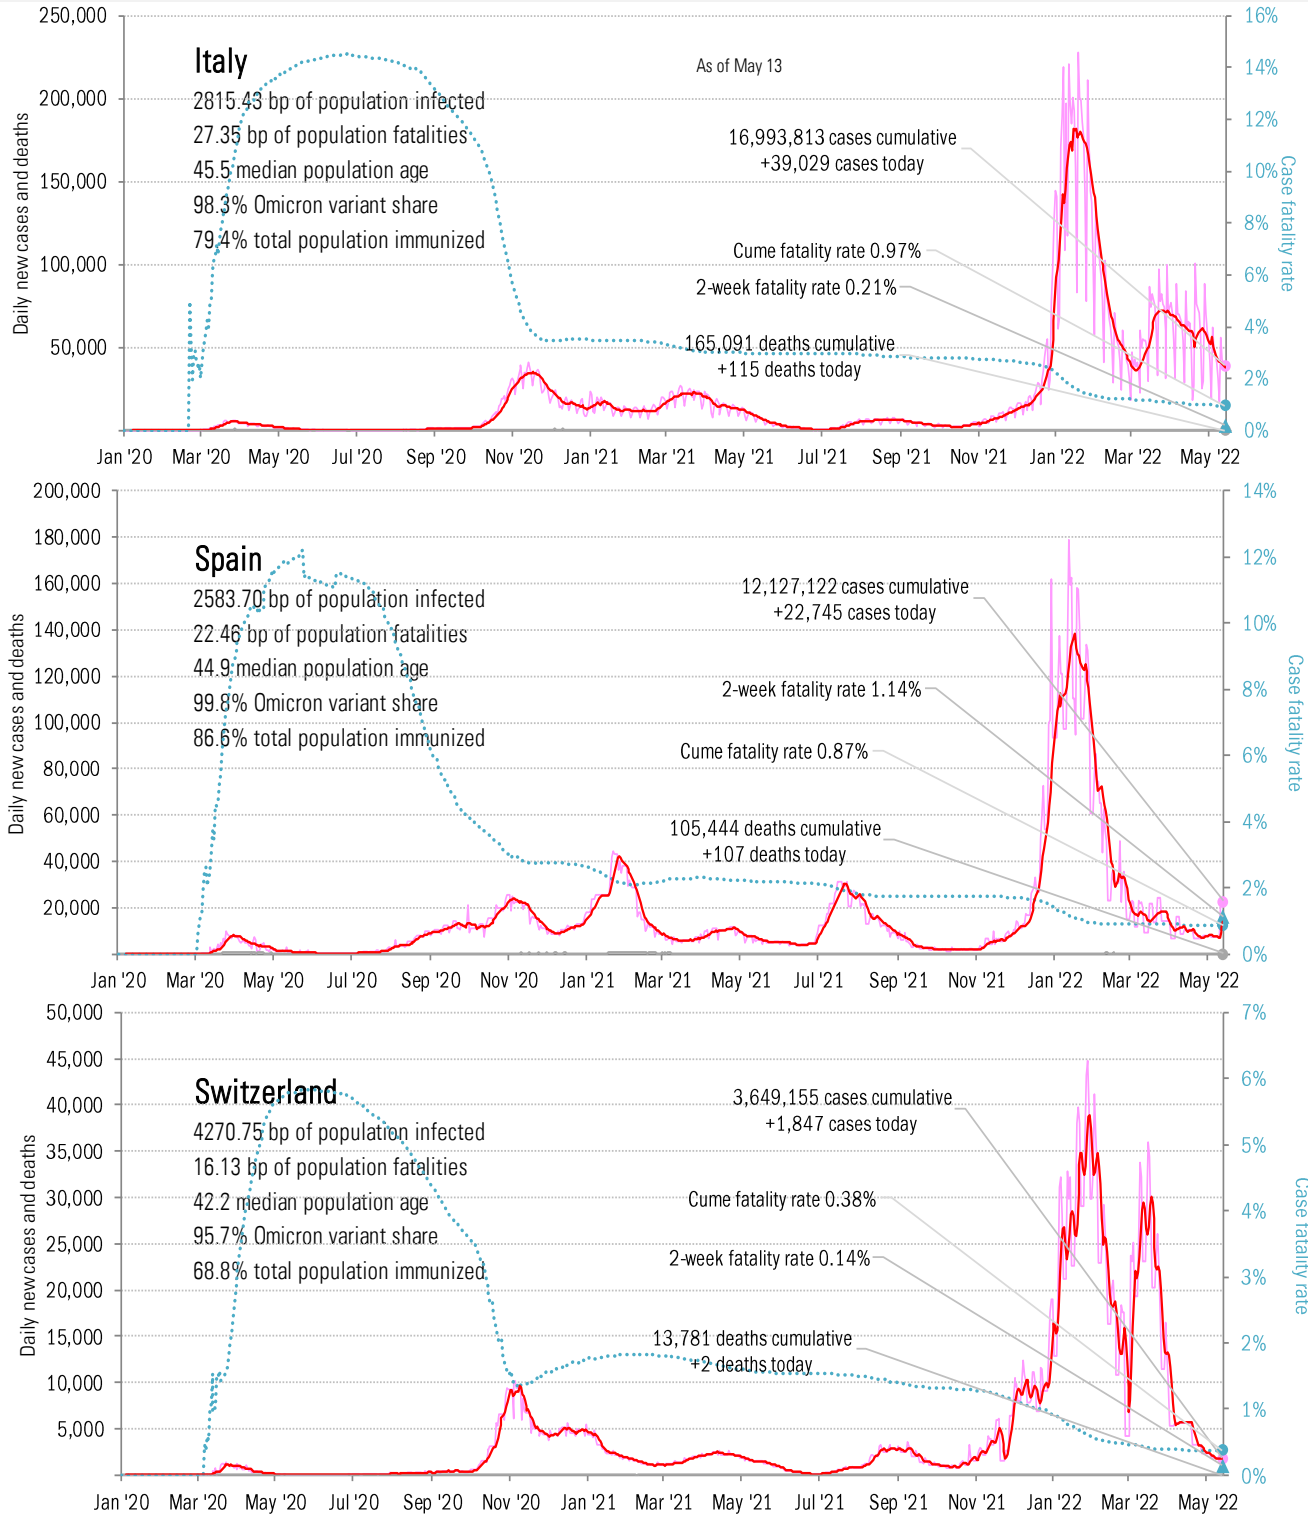 250,000
200,000
150,000
100,000
50,000
Daily new cases and deaths
16%
14%
12%
10%
8%
6%
4%
2%
0%
Case fatality rate
Italy
2815.43 bp of population infected
27.35 bp of population fatalities
45.5 median population age
98.3% Omicron variant share
79.4% total population immunized
As of May 13
16,993,813 cases cumulative
+39,029 cases today
Cume fatality rate 0.97%
2-week fatality rate 0.21%
165,091 deaths cumulative
+115 deaths today
Jan '20 Mar '20 May '20 Jul '20 Sep '20 Nov '20 Jan '21 Mar '21 May '21 Jul '21 Sep '21 Nov '21 Jan '22 Mar '22 May '22
200,000
180,000
160,000
140,000
120,000
100,000
80,000
60,000
40,000
20,000
Daily new cases and deaths
14%
12%
10%
8%
6%
4%
2%
0%
Case fatality rate
Spain
2583.70 bp of population infected
22.46 bp of population fatalities
44.9 median population age
99.8% Omicron variant share
86.6% total population immunized
12,127,122 cases cumulative
+22,745 cases today
2-week fatality rate 1.14%
Cume fatality rate 0.87%
105,444 deaths cumulative
+107 deaths today
Jan '20 Mar '20 May '20 Jul '20 Sep '20 Nov '20 Jan '21 Mar '21 May '21 Jul '21 Sep '21 Nov '21 Jan '22 Mar '22 May '22
50,000
45,000
40,000
35,000
30,000
25,000
20,000
15,000
10,000
5,000
Daily new cases and deaths
7%
6%
5%
4%
3%
2%
1%
0%
Case fatality rate
Switzerland
4270.75 bp of population infected
16.13 bp of population fatalities
42.2 median population age
95.7% Omicron variant share
68.8% total population immunized
3,649,155 cases cumulative
+1,847 cases today
Cume fatality rate 0.38%
2-week fatality rate 0.14%
13,781 deaths cumulative
+2 deaths today
Jan '20 Mar '20 May '20 Jul '20 Sep '20 Nov '20 Jan '21 Mar '21 May '21 Jul '21 Sep '21 Nov '21 Jan '22 Mar '22 May '22